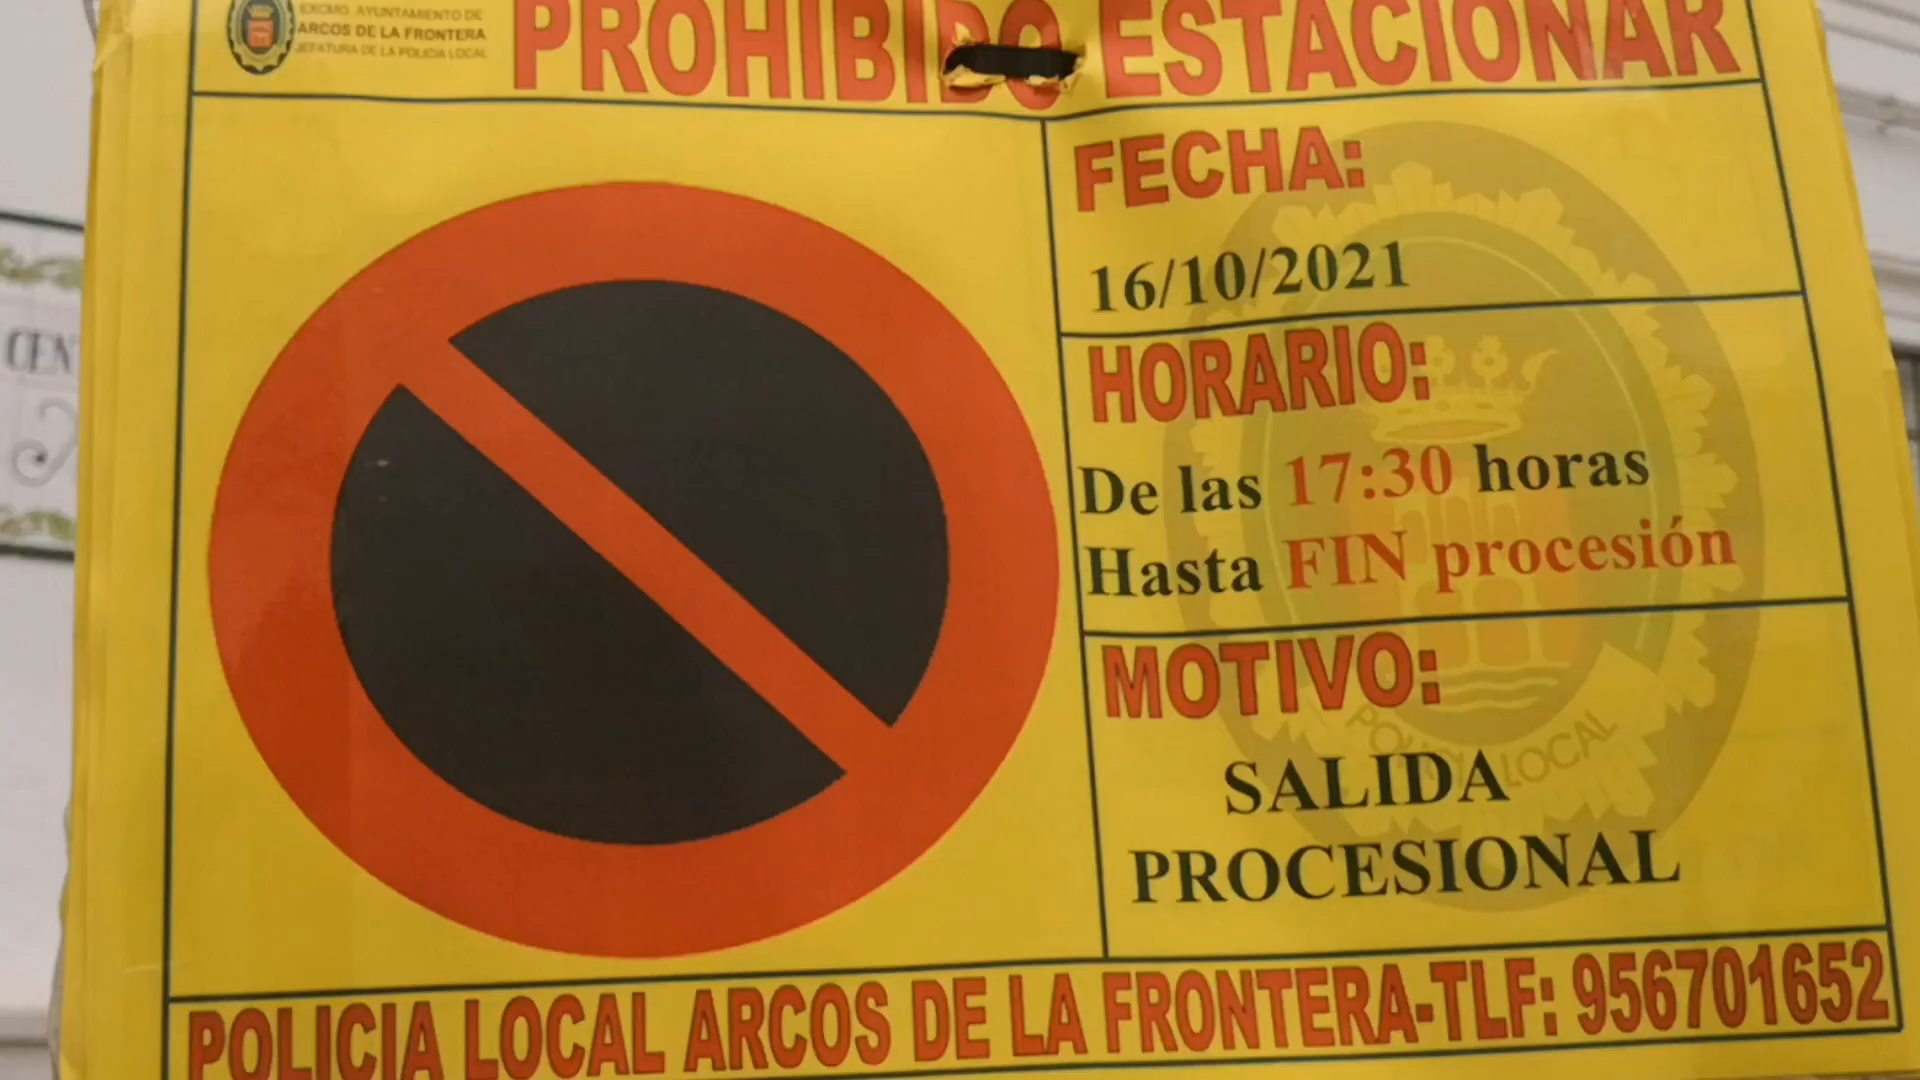 EXCMO. AYUNTAMIENTO DE
ARCOS DE LA FRONTERA
JEFATURA DE LA POLICIA LOCAL
PROHIBIDO ESTACIONAR
FECHA:
16/10/2021
HORARIO:
De las 17:30 horas
Hasta FIN procesión
MOTIVO:
SALIDA
PROCESIONAL
POLICIA LOCAL
POLICIA LOCAL ARCOS DE LA FRONTERA-TLF: 956701652